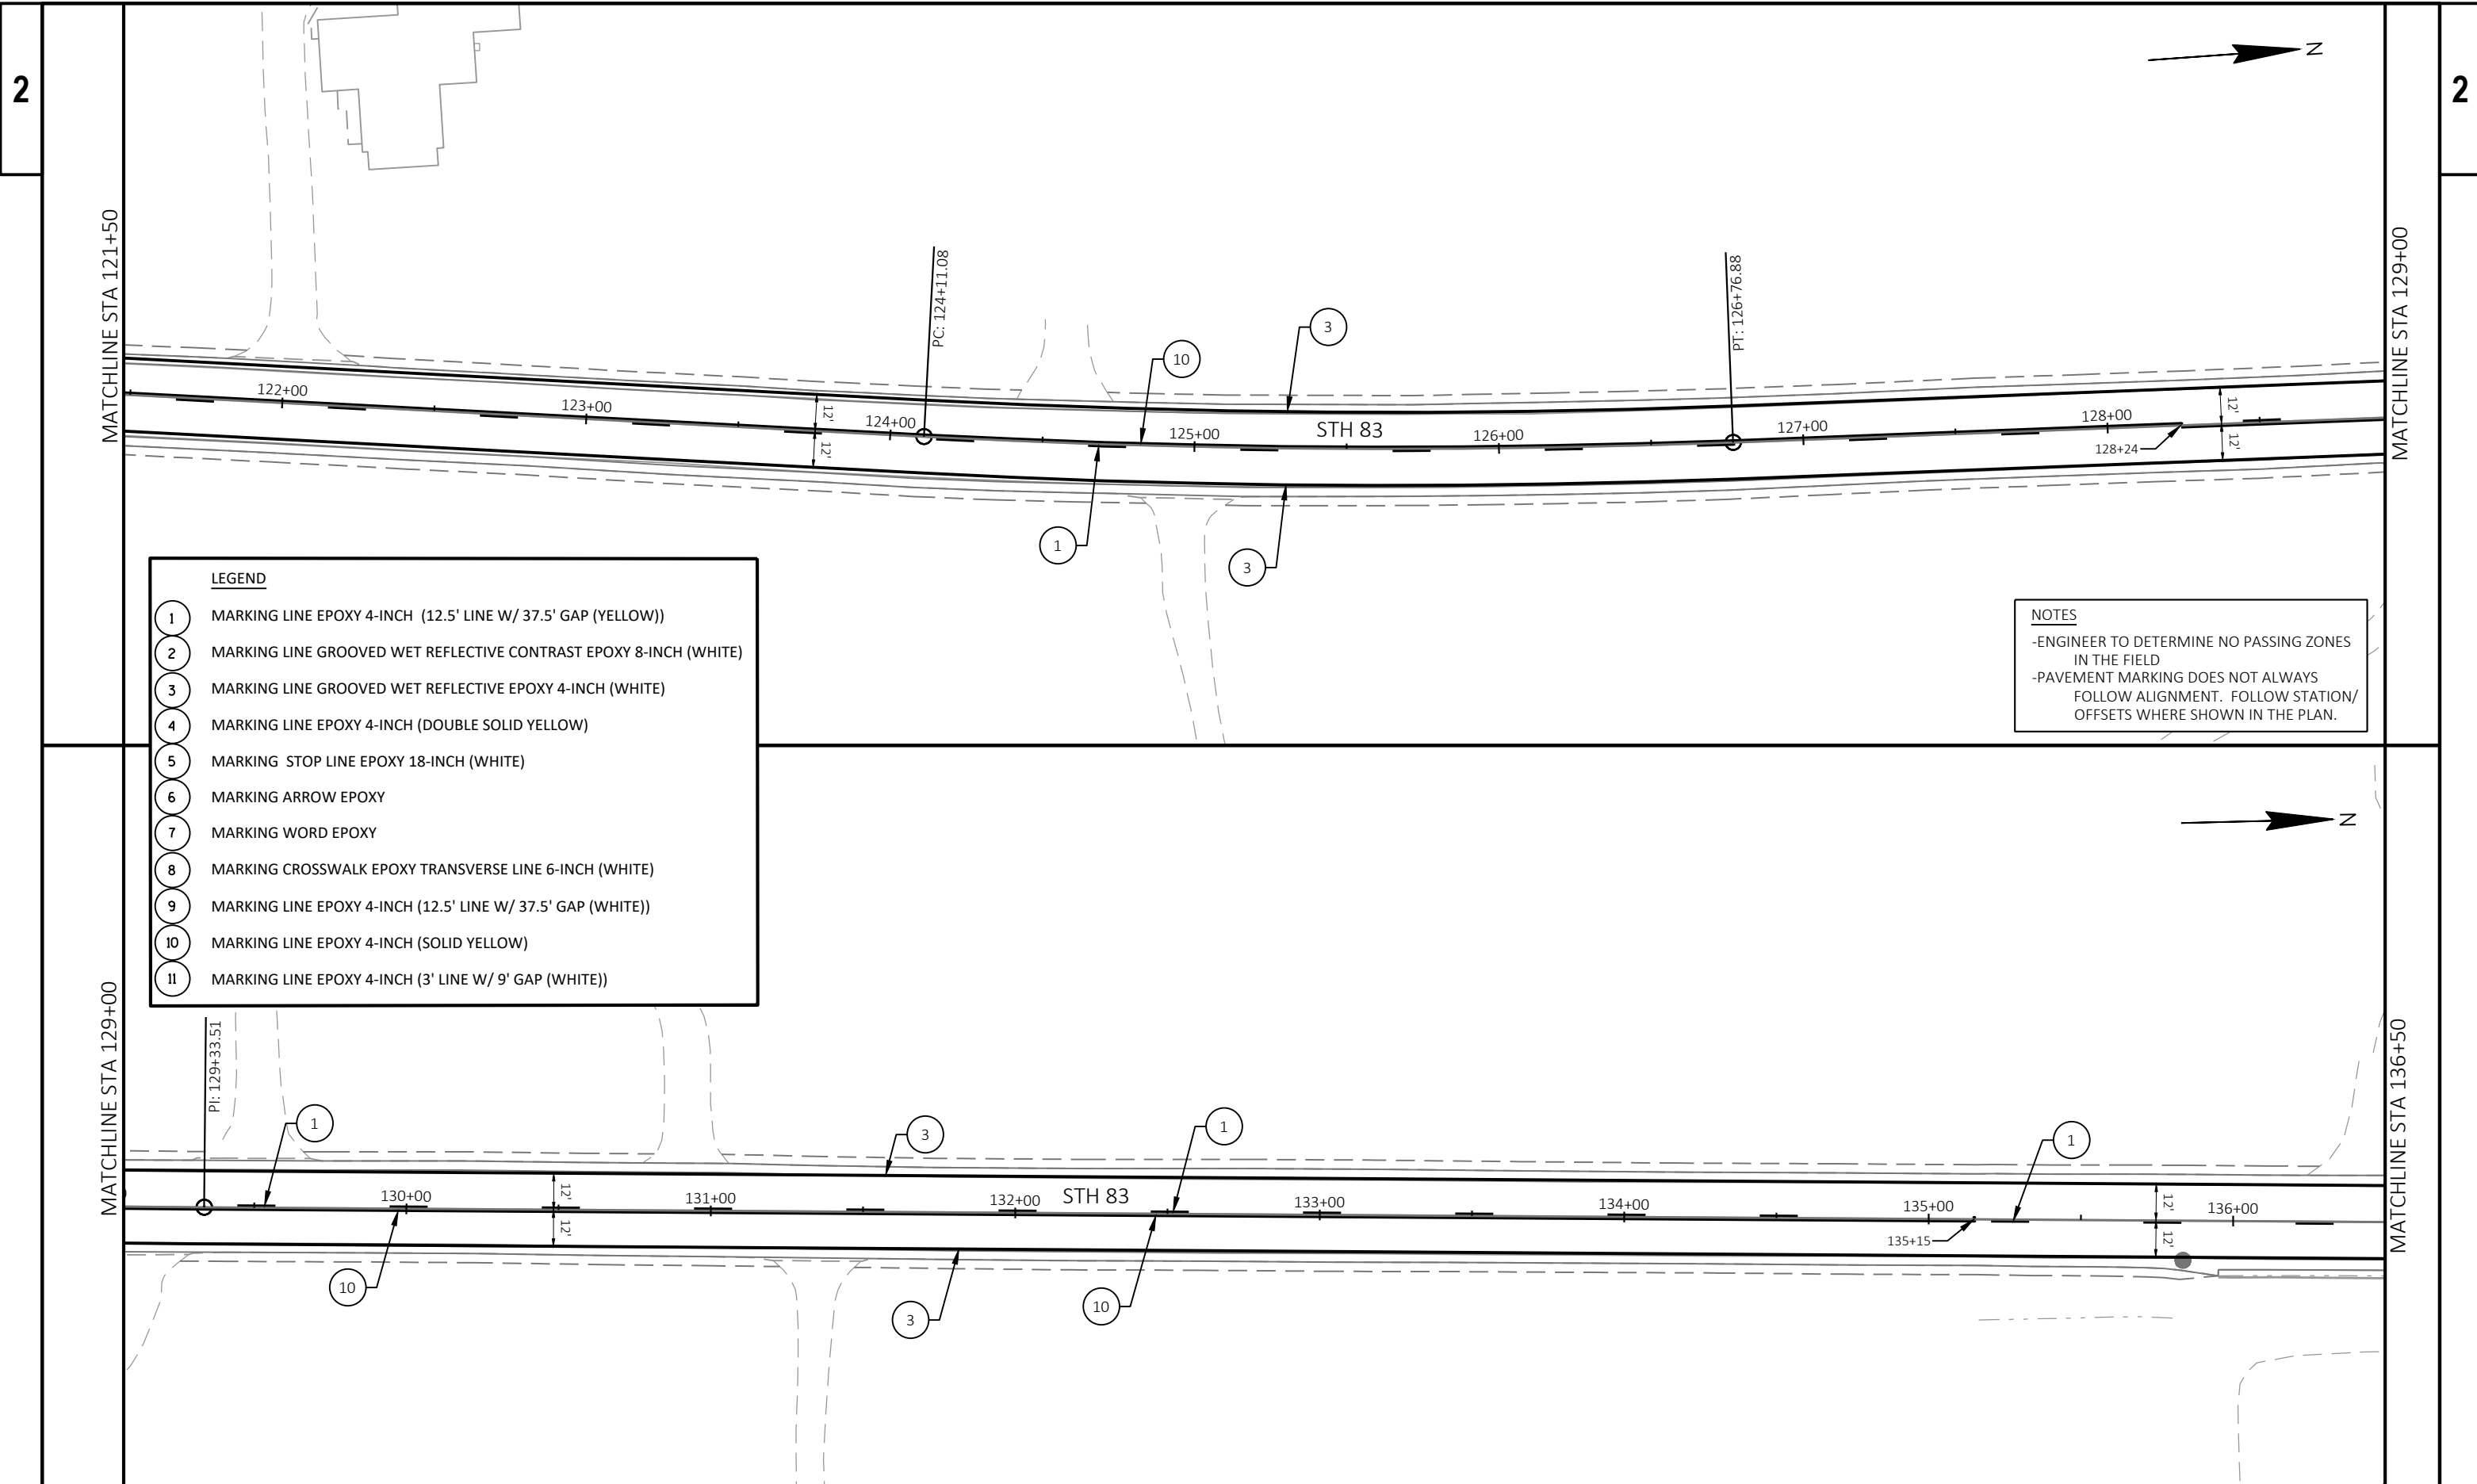 2
2
N
MATCHLINE STA 121+50
MATCHLINE STA 129+00
PC: 124+11.08
PT: 126+76.88
3
10
122+00
123+00
124+00
125+00
STH 83
126+00
127+00
128+00
12'
12'
12'
12'
128+24
1
3
LEGEND
1 MARKING LINE EPOXY 4-INCH (12.5' LINE W/ 37.5' GAP (YELLOW))
2 MARKING LINE GROOVED WET REFLECTIVE CONTRAST EPOXY 8-INCH (WHITE)
3 MARKING LINE GROOVED WET REFLECTIVE EPOXY 4-INCH (WHITE)
4 MARKING LINE EPOXY 4-INCH (DOUBLE SOLID YELLOW)
5 MARKING STOP LINE EPOXY 18-INCH (WHITE)
6 MARKING ARROW EPOXY
7 MARKING WORD EPOXY
8 MARKING CROSSWALK EPOXY TRANSVERSE LINE 6-INCH (WHITE)
9 MARKING LINE EPOXY 4-INCH (12.5' LINE W/ 37.5' GAP (WHITE))
10 MARKING LINE EPOXY 4-INCH (SOLID YELLOW)
11 MARKING LINE EPOXY 4-INCH (3' LINE W/ 9' GAP (WHITE))
NOTES
-ENGINEER TO DETERMINE NO PASSING ZONES
IN THE FIELD
-PAVEMENT MARKING DOES NOT ALWAYS
FOLLOW ALIGNMENT. FOLLOW STATION/
OFFSETS WHERE SHOWN IN THE PLAN.
N
MATCHLINE STA 129+00
MATCHLINE STA 136+50
PI: 129+33.51
1
3
1
1
130+00
131+00
132+00
STH 83
133+00
134+00
135+00
136+00
12'
12'
12'
12'
135+15
10
3
10